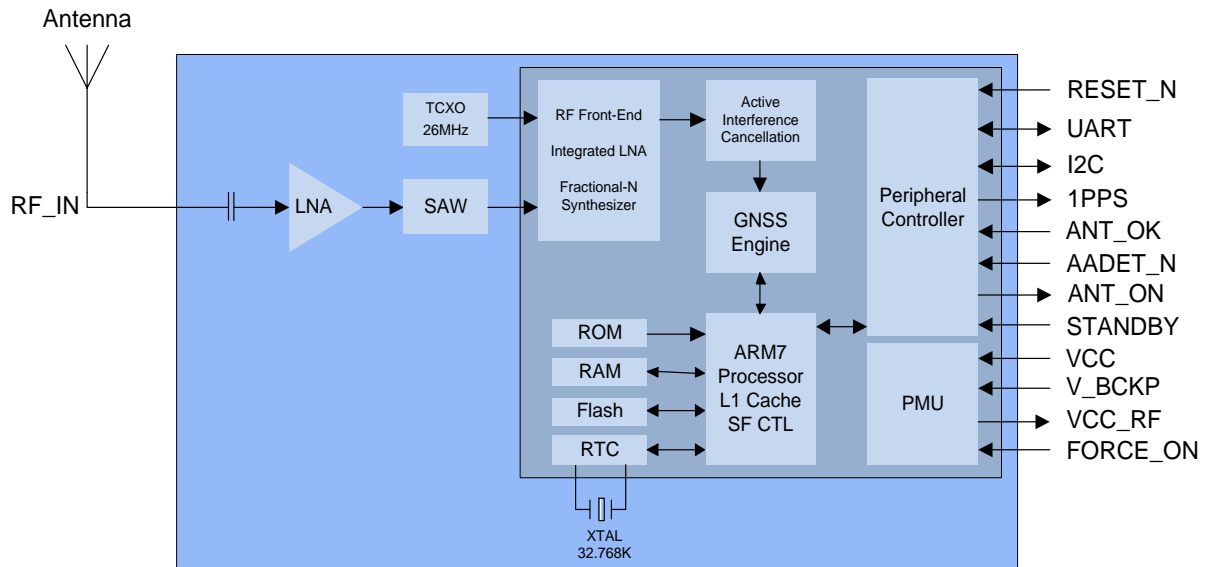 Antenna
RF_IN
LNA
TCXO
26MHz
SAW
RF Front-End
Integrated LNA
Fractional-N
Synthesizer
Active
Interference
Cancellation
GNSS
Engine
ROM
RAM
Flash
RTC
XTAL
32.768K
ARM7
Processor
L1 Cache
SF CTL
Peripheral
Controller
PMU
RESET_N
UART
I2C
1PPS
ANT_OK
AADET_N
ANT_ON
STANDBY
VCC
V_BCKP
VCC_RF
FORCE_ON